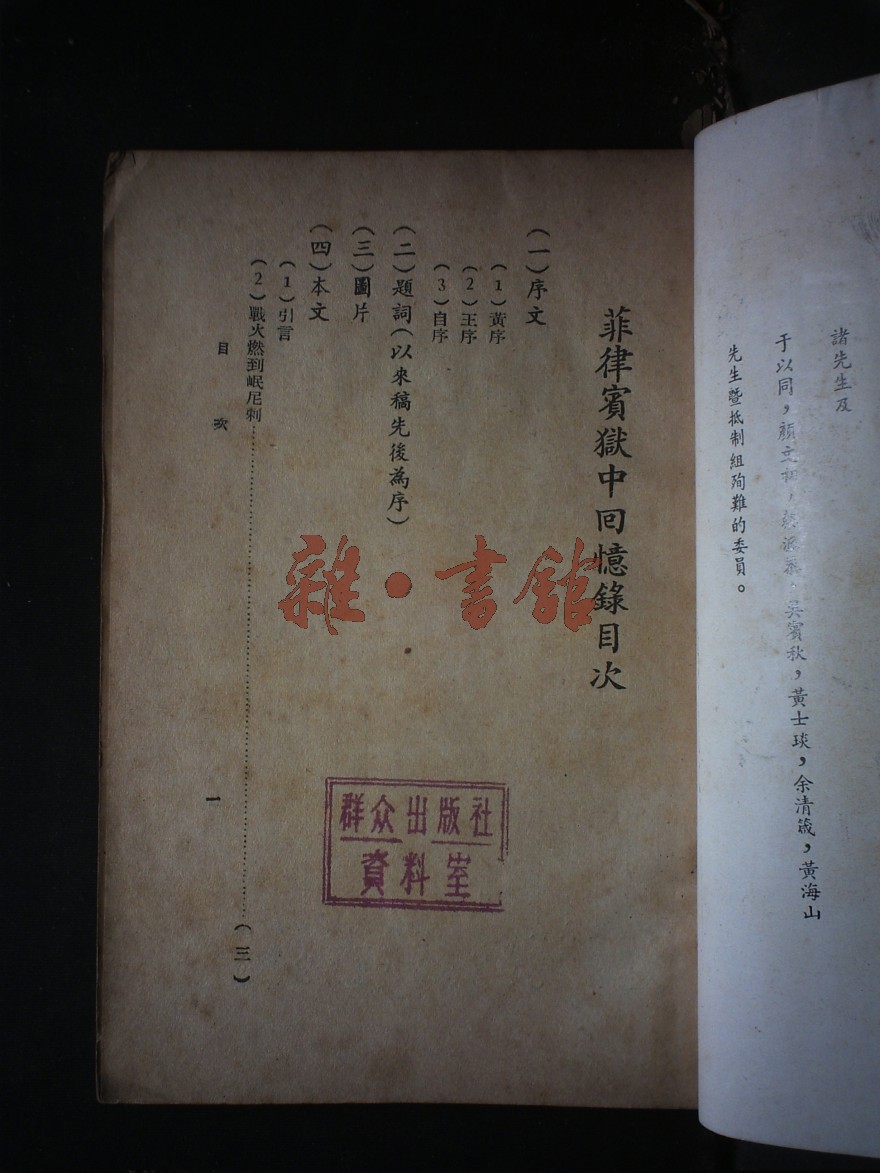 諸先生及
于以同，顏文初，
吳賓秋，黃士琰，余清箴，黃海山
先生暨抵制組殉難的委員。
菲律賓獄中回憶錄目次
（一）序文
（1）黃序
（2）王序
（3）自序
（二）題詞（以來稿先後為序）
（三）圖片
（四）本文
（1）引言
（2）戰火燃到岷尼剌……（三）
目次
一
雜·書館
群众出版社
資料室